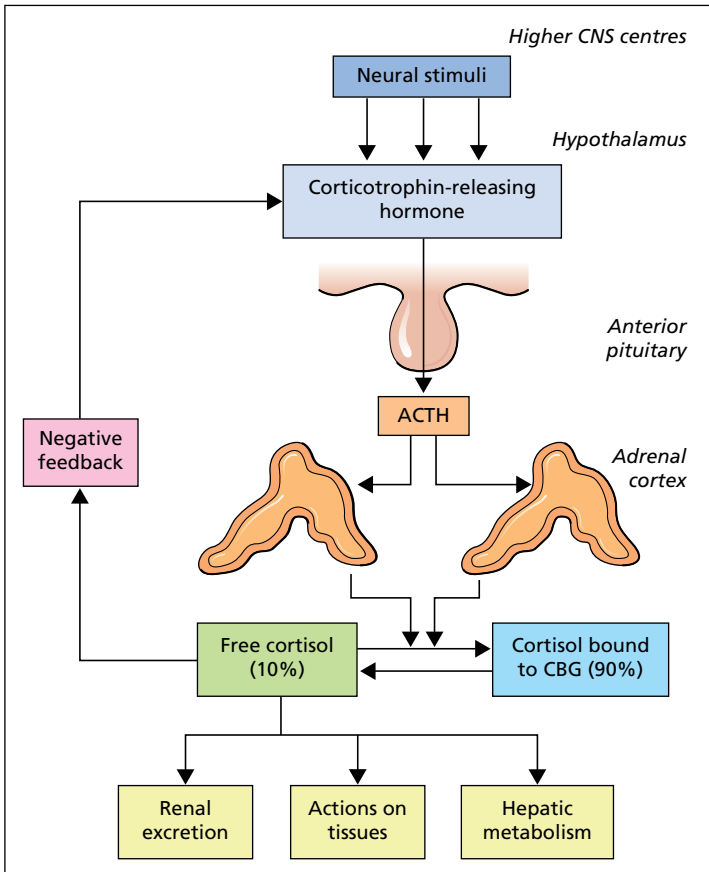 Higher CNS centres
Neural stimuli
Hypothalamus
Corticotrophin-releasing
hormone
Anterior
pituitary
ACTH
Negative
feedback
Adrenal
cortex
Free cortisol
(10%)
Cortisol bound
to CBG (90%)
Renal
excretion
Actions on
tissues
Hepatic
metabolism